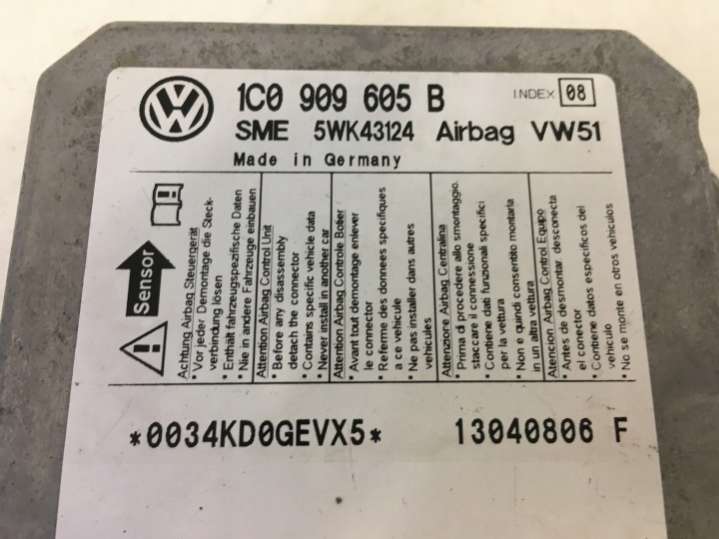 1C0 909 605 B
INDEX 08
SME 5WK43124 Airbag VW51
Made in Germany
Sensor
Achtung Airbag Steuergerät
• Vor jeder Demontage die Steck-
verbindung lösen
• Enthält fahrzeugspezifische Daten
• Nie in andere Fahrzeuge einbauen
Attention Airbag Control Unit
• Before any disassembly
detach the connector
• Contains specific vehicle data
• Never install in another car
Attention Airbag Controle Boiter
• Avant tout demontage enlever
le connector
• Referme des donnees specifiques
a ce vehicule
• Ne pas installer dans autres
vehicules
Attenzione Airbag Centralina
• Prima di procedere allo smontaggio.
staccare il connessione
• Contiene dati funzionali specifici
per la vettura
• Non e quindi consentito montarla
in un altra vettura
Atencion Airbag Control Equipo
• Antes de desmontar desconecta
el conector
• Contiene datos especificos del
vehiculo
• No se monte en otros vehiculos
*0034KD0GEVX5* 13040806 F